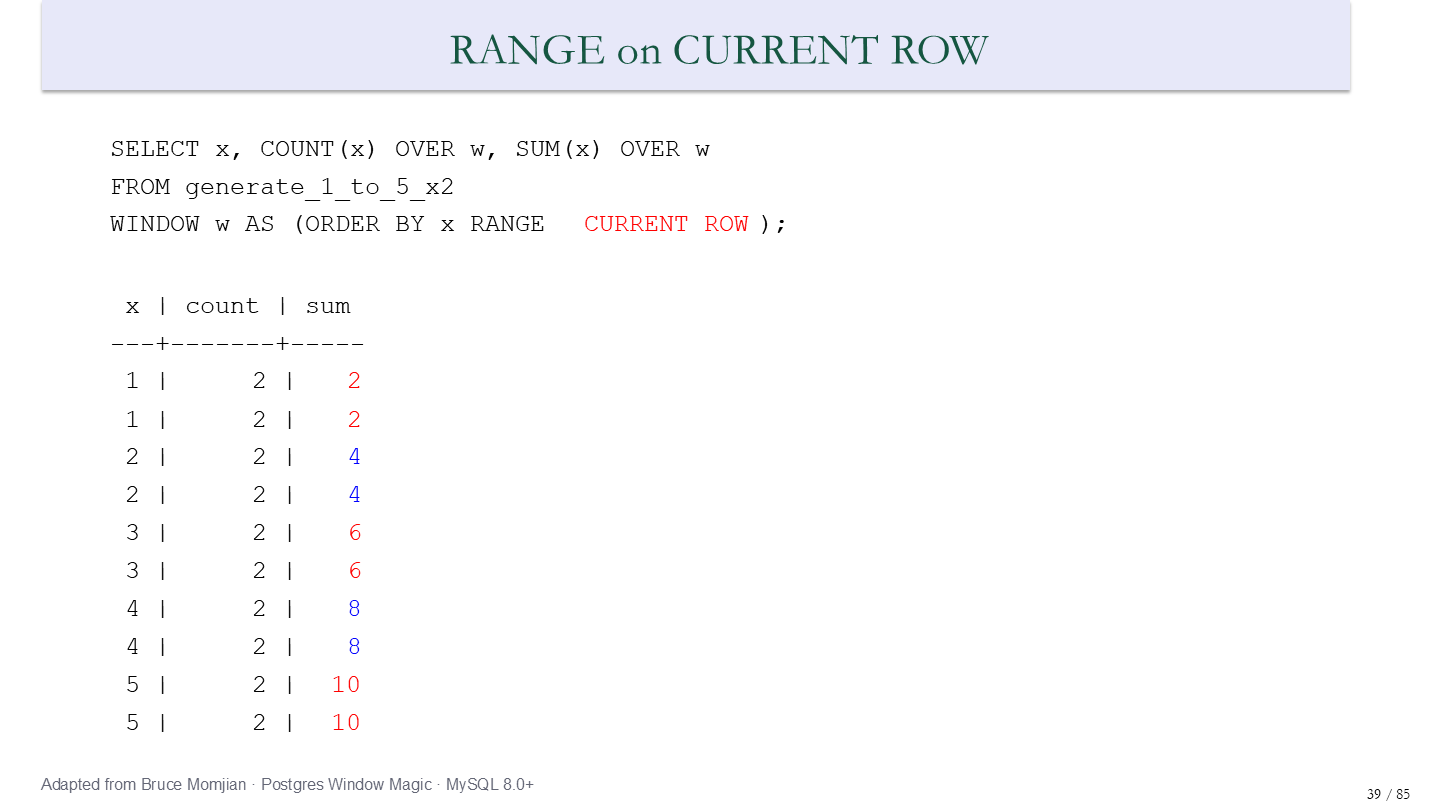 RANGE on CURRENT ROW
SELECT x, COUNT(x) OVER w, SUM(x) OVER w
FROM generate_1_to_5_x2
WINDOW w AS (ORDER BY x RANGE CURRENT ROW );
x | count | sum
---+-------+-----
1 | 2 | 2
1 | 2 | 2
2 | 2 | 4
2 | 2 | 4
3 | 2 | 6
3 | 2 | 6
4 | 2 | 8
4 | 2 | 8
5 | 2 | 10
5 | 2 | 10
Adapted from Bruce Momjian · Postgres Window Magic · MySQL 8.0+
39 / 85